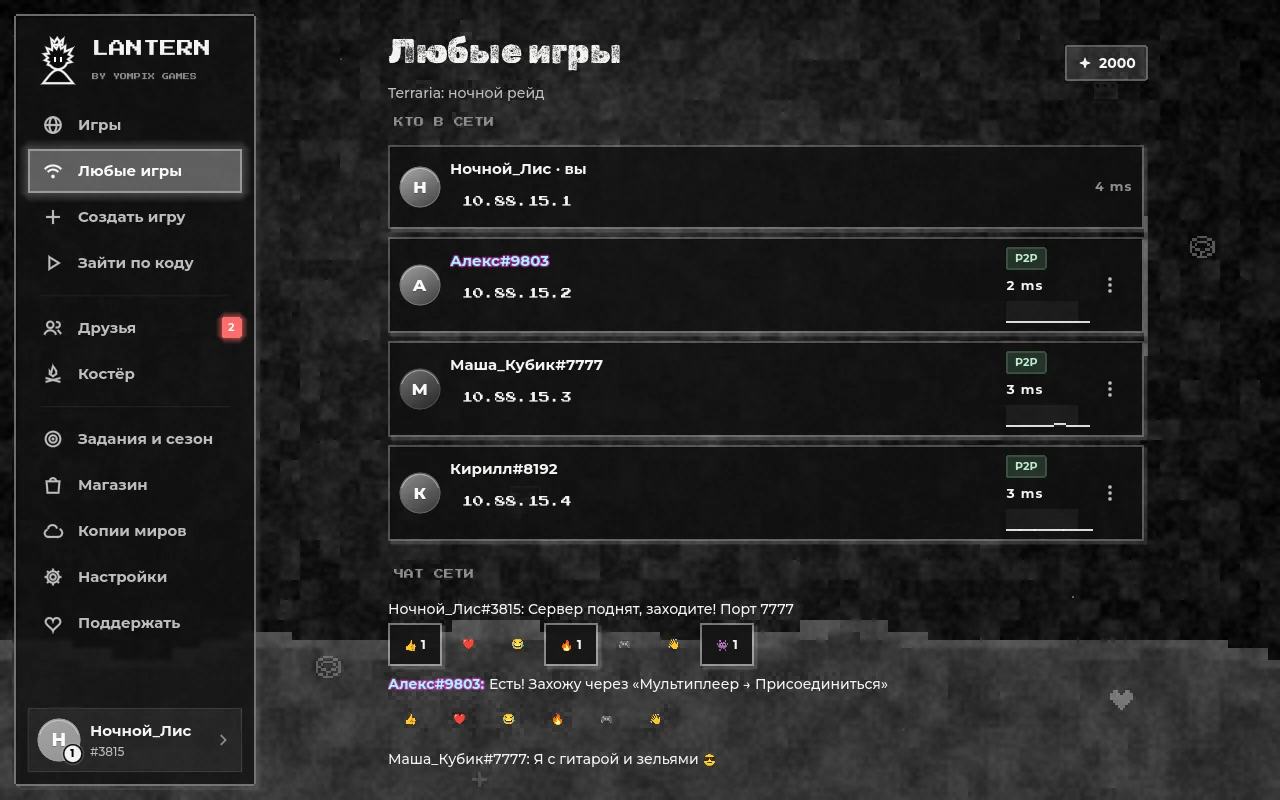 LANTERN
BY YOMPIX GAMES
Игры
Любые игры
Создать игру
Зайти по коду
Друзья
2
Костёр
Задания и сезон
Магазин
Копии миров
Настройки
Поддержать
Н
1
Ночной_Лис
#3815
Любые игры
2000
Terraria: ночной рейд
КТО В СЕТИ
Н
Ночной_Лис · вы
10.88.15.1
4 ms
А
Алекс#9803
10.88.15.2
P2P
2 ms
М
Маша_Кубик#7777
10.88.15.3
P2P
3 ms
К
Кирилл#8192
10.88.15.4
P2P
3 ms
ЧАТ СЕТИ
Ночной_Лис#3815: Сервер поднят, заходите! Порт 7777
👍 1 ❤️ 😂 🔥 1 🎮 👋 👾 1
Алекс#9803: Есть! Захожу через «Мультиплеер → Присоединиться»
👍 ❤️ 😂 🔥 🎮 👋
Маша_Кубик#7777: Я с гитарой и зельями 😎